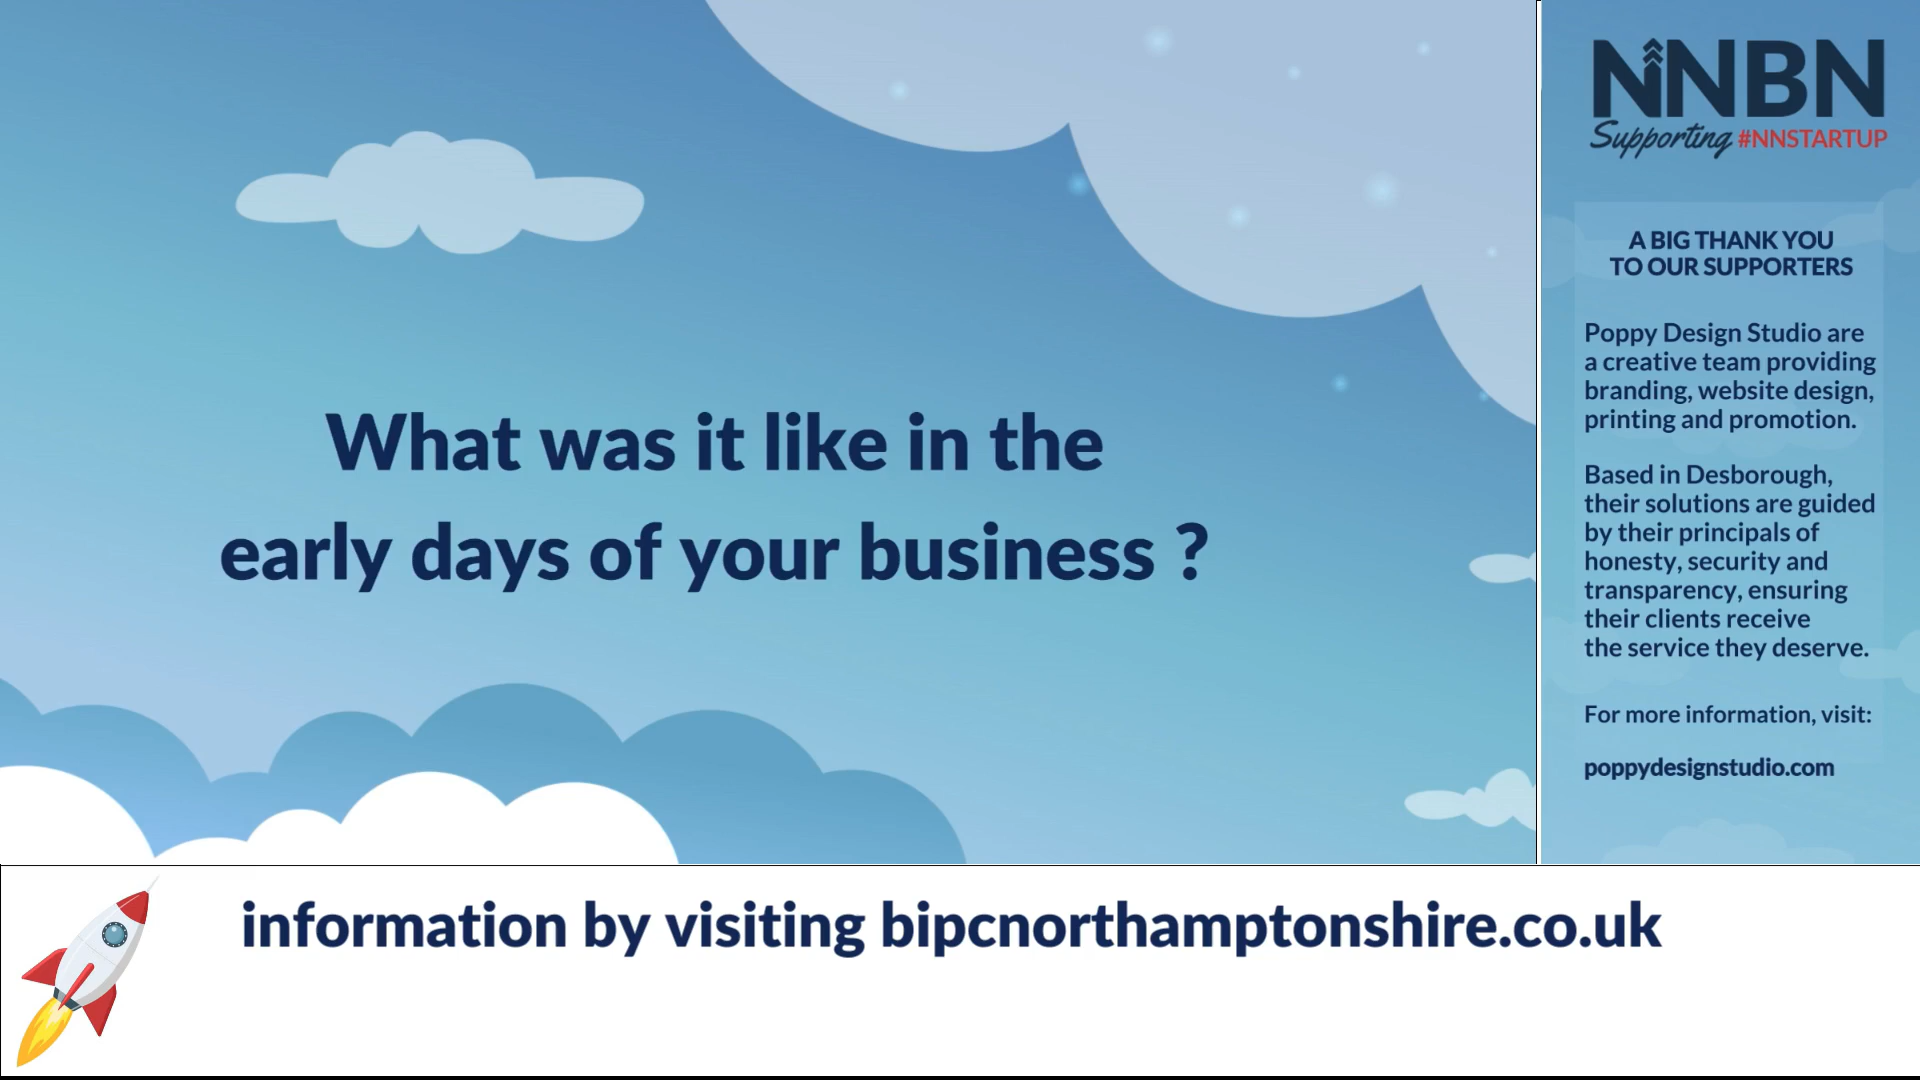 What was it like in the
early days of your business ?
NNBN
Supporting #NNSTARTUP
A BIG THANK YOU
TO OUR SUPPORTERS
Poppy Design Studio are
a creative team providing
branding, website design,
printing and promotion.
Based in Desborough,
their solutions are guided
by their principals of
honesty, security and
transparency, ensuring
their clients receive
the service they deserve.
For more information, visit:
poppydesignstudio.com
information by visiting bipcnorthamptonshire.co.uk